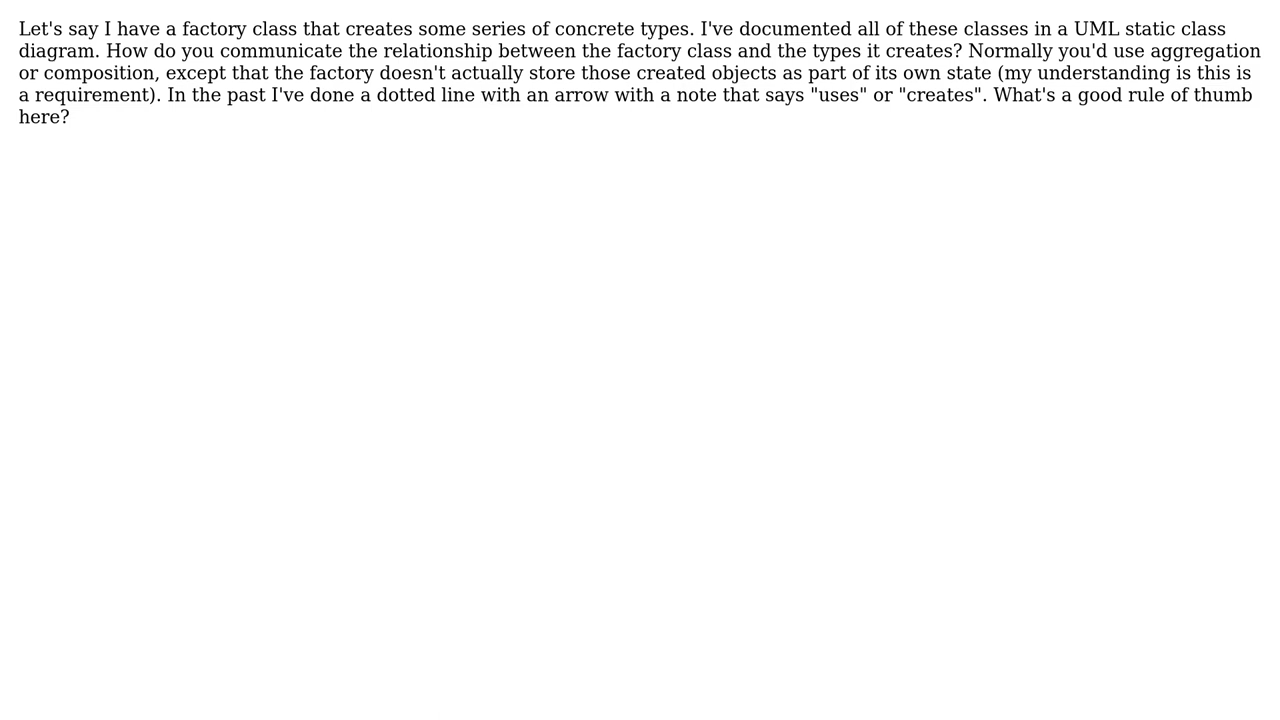 Let's say I have a factory class that creates some series of concrete types. I've documented all of these classes in a UML static class
diagram. How do you communicate the relationship between the factory class and the types it creates? Normally you'd use aggregation
or composition, except that the factory doesn't actually store those created objects as part of its own state (my understanding is this is
a requirement). In the past I've done a dotted line with an arrow with a note that says "uses" or "creates". What's a good rule of thumb
here?